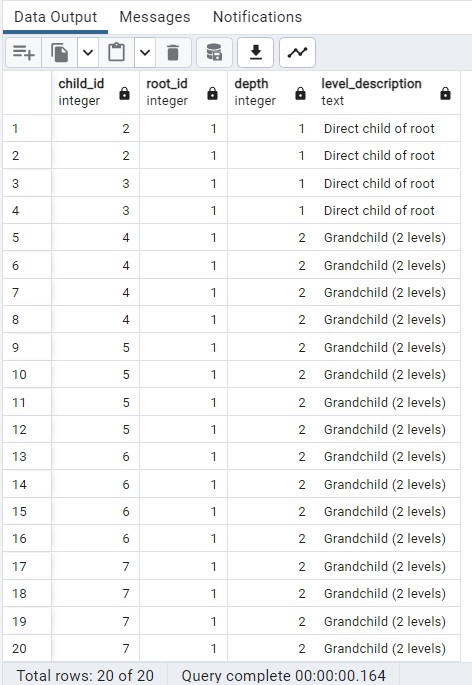 Data Output Messages Notifications
child_id root_id depth level_description
integer integer integer text
1 2 1 1 Direct child of root
2 2 1 1 Direct child of root
3 3 1 1 Direct child of root
4 3 1 1 Direct child of root
5 4 1 2 Grandchild (2 levels)
6 4 1 2 Grandchild (2 levels)
7 4 1 2 Grandchild (2 levels)
8 4 1 2 Grandchild (2 levels)
9 5 1 2 Grandchild (2 levels)
10 5 1 2 Grandchild (2 levels)
11 5 1 2 Grandchild (2 levels)
12 5 1 2 Grandchild (2 levels)
13 6 1 2 Grandchild (2 levels)
14 6 1 2 Grandchild (2 levels)
15 6 1 2 Grandchild (2 levels)
16 6 1 2 Grandchild (2 levels)
17 7 1 2 Grandchild (2 levels)
18 7 1 2 Grandchild (2 levels)
19 7 1 2 Grandchild (2 levels)
20 7 1 2 Grandchild (2 levels)
Total rows: 20 of 20 Query complete 00:00:00.164